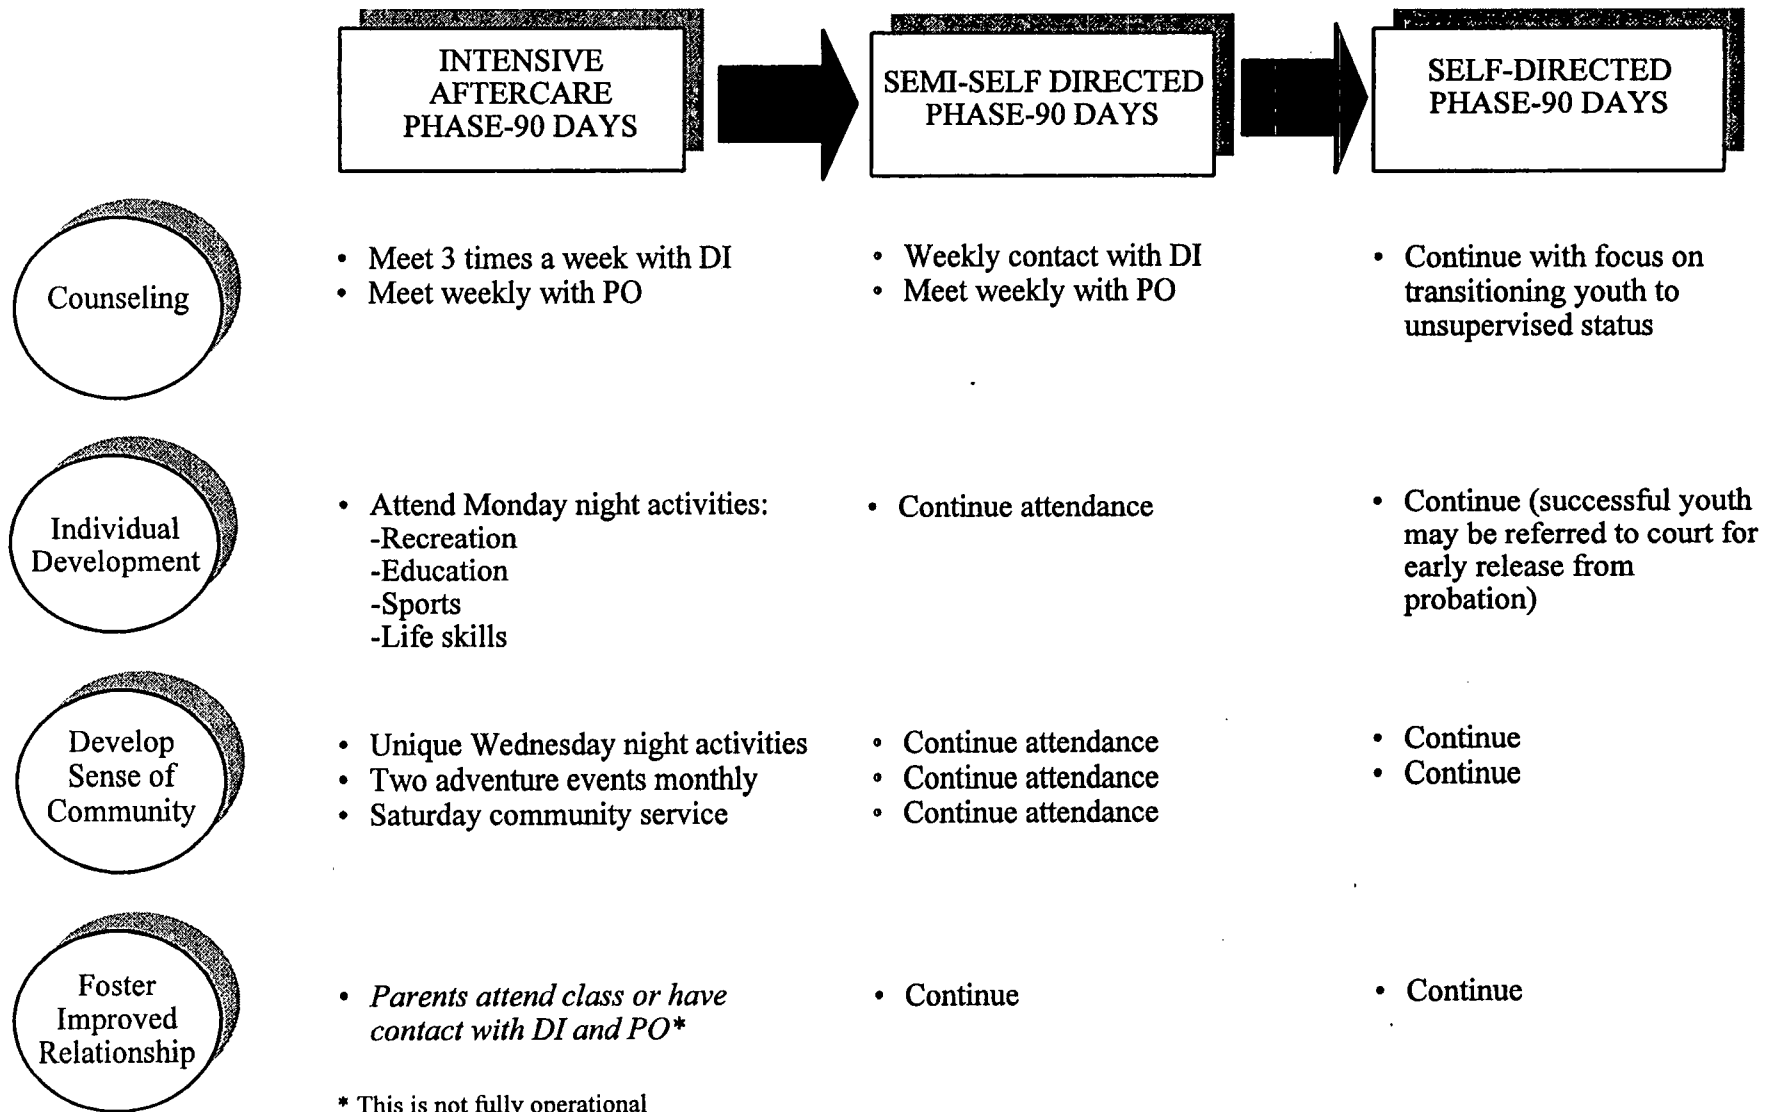 INTENSIVE
AFTERCARE
PHASE-90 DAYS
SEMI-SELF DIRECTED
PHASE-90 DAYS
SELF-DIRECTED
PHASE-90 DAYS
Counseling
• Meet 3 times a week with DI
• Meet weekly with PO
• Weekly contact with DI
• Meet weekly with PO
• Continue with focus on
transitioning youth to
unsupervised status
Individual
Development
• Attend Monday night activities:
-Recreation
-Education
-Sports
-Life skills
• Continue attendance
• Continue (successful youth
may be referred to court for
early release from
probation)
Develop
Sense of
Community
• Unique Wednesday night activities
• Two adventure events monthly
• Saturday community service
• Continue attendance
• Continue attendance
• Continue attendance
• Continue
• Continue
Foster
Improved
Relationship
• Parents attend class or have
contact with DI and PO*
• Continue
• Continue
* This is not fully operational